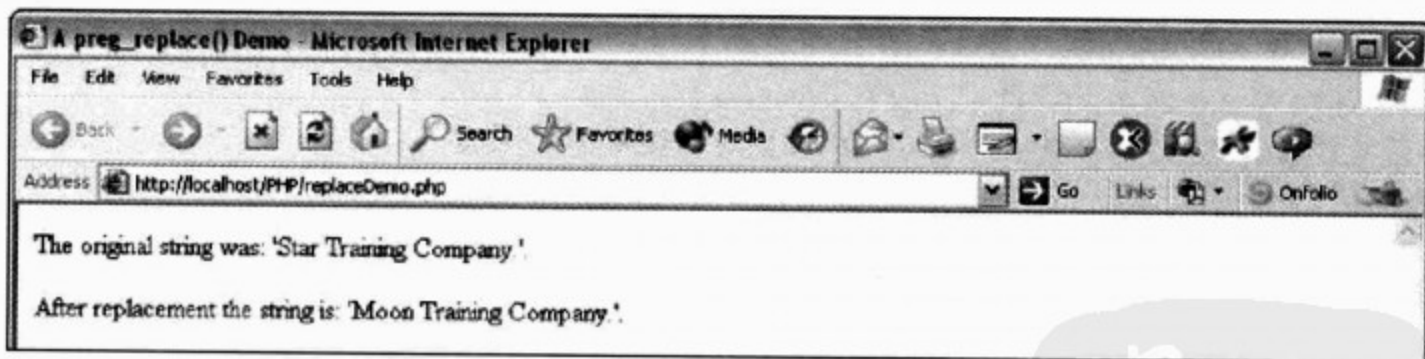 A preg_replace() Demo - Microsoft Internet Explorer
File Edit View Favorites Tools Help
Back Search Favorites Media
Address http://localhost/PHP/replaceDemo.php Go Links Onfolio
The original string was: 'Star Training Company.'.
After replacement the string is: 'Moon Training Company.'.